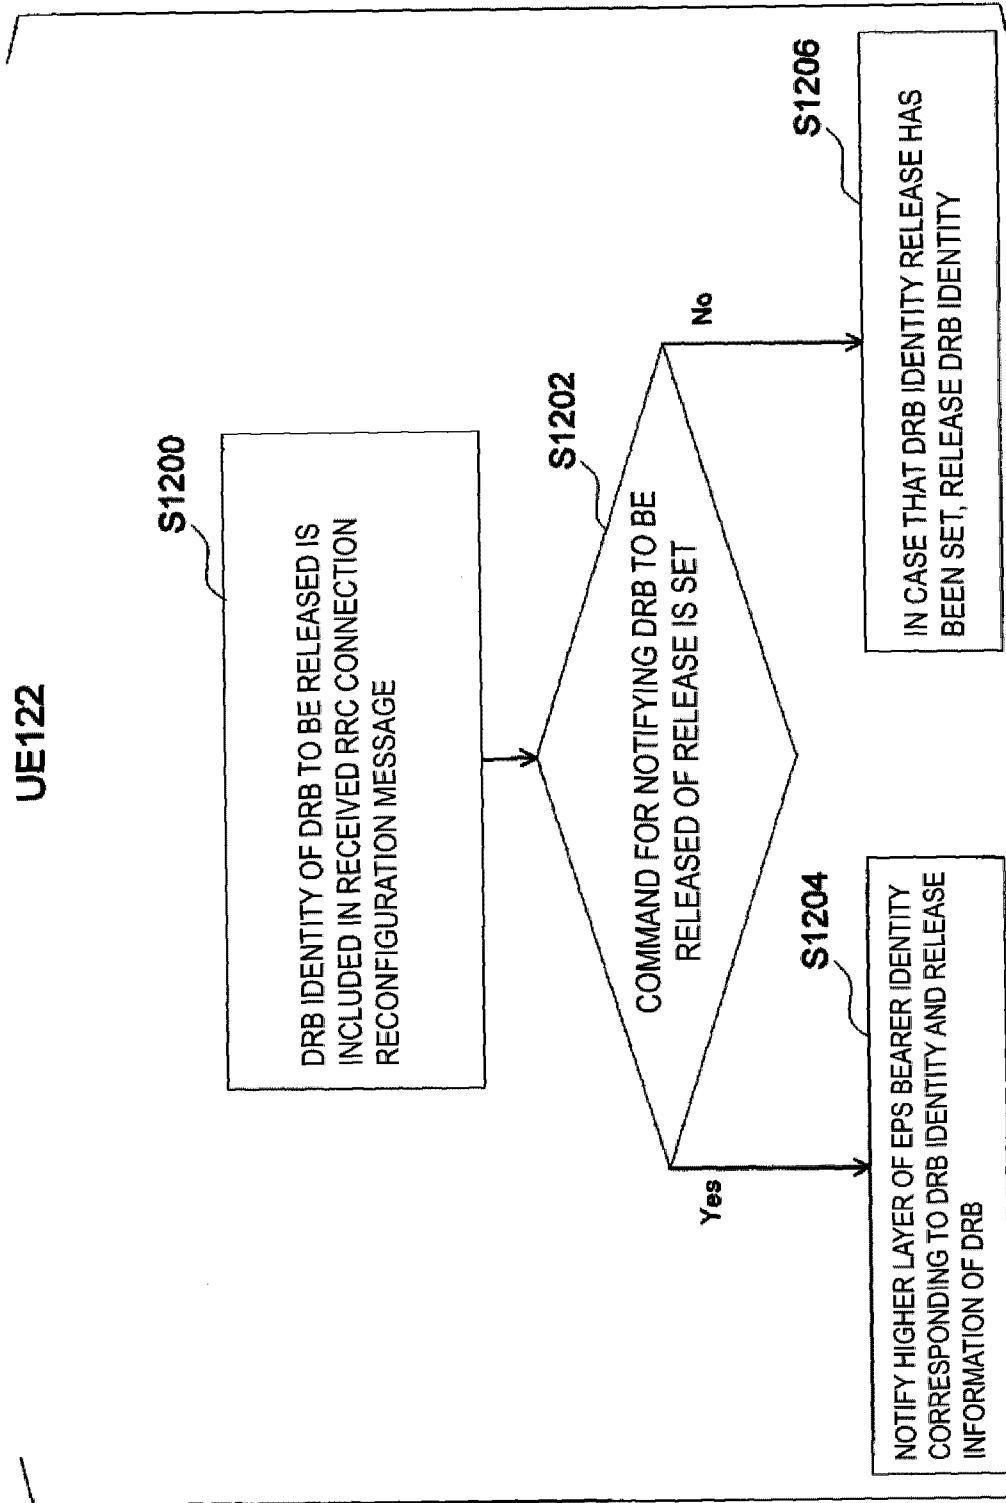 UE122
S1200
DRB IDENTITY OF DRB TO BE RELEASED IS
INCLUDED IN RECEIVED RRC CONNECTION
RECONFIGURATION MESSAGE
S1202
COMMAND FOR NOTIFYING DRB TO BE
RELEASED OF RELEASE IS SET
Yes
No
S1204
NOTIFY HIGHER LAYER OF EPS BEARER IDENTITY
CORRESPONDING TO DRB IDENTITY AND RELEASE
INFORMATION OF DRB
S1206
IN CASE THAT DRB IDENTITY RELEASE HAS
BEEN SET, RELEASE DRB IDENTITY